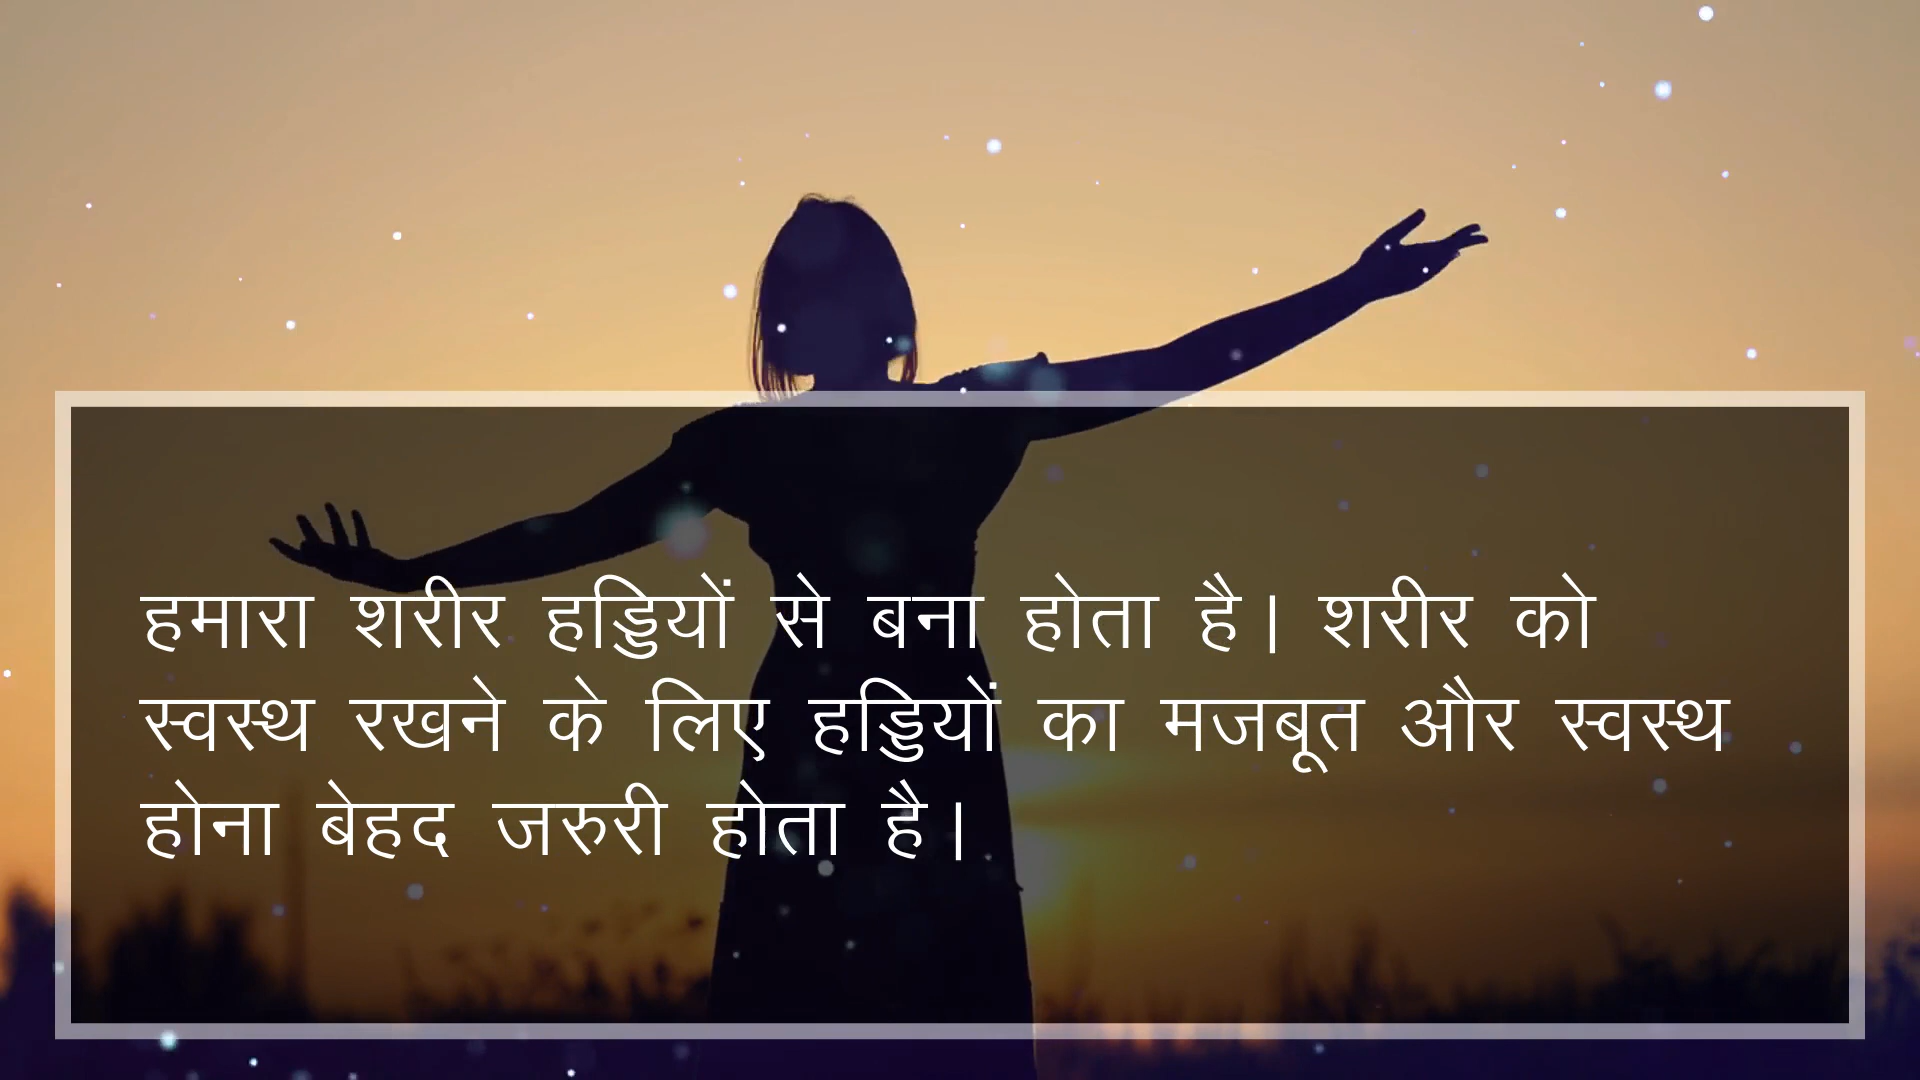 हमारा शरीर हड्डियों से बना होता है। शरीर को
स्वस्थ रखने के लिए हड्डियों का मजबूत और स्वस्थ
होना बेहद जरुरी होता है।